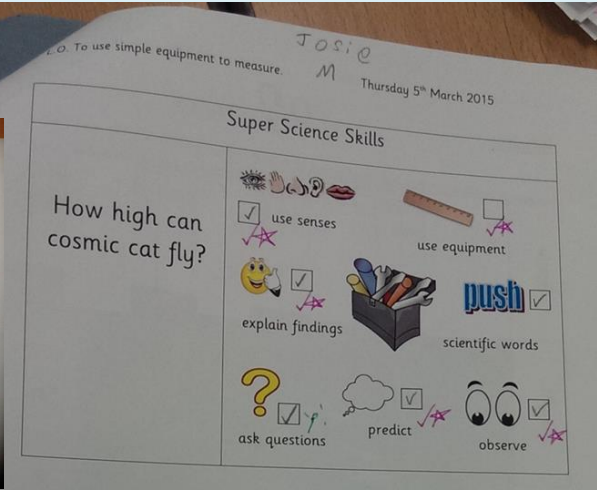 Josie
M
L.O. To use simple equipment to measure.
Thursday 5th March 2015
Super Science Skills
How high can
cosmic cat fly?
use senses
use equipment
explain findings
push
scientific words
ask questions
predict
observe